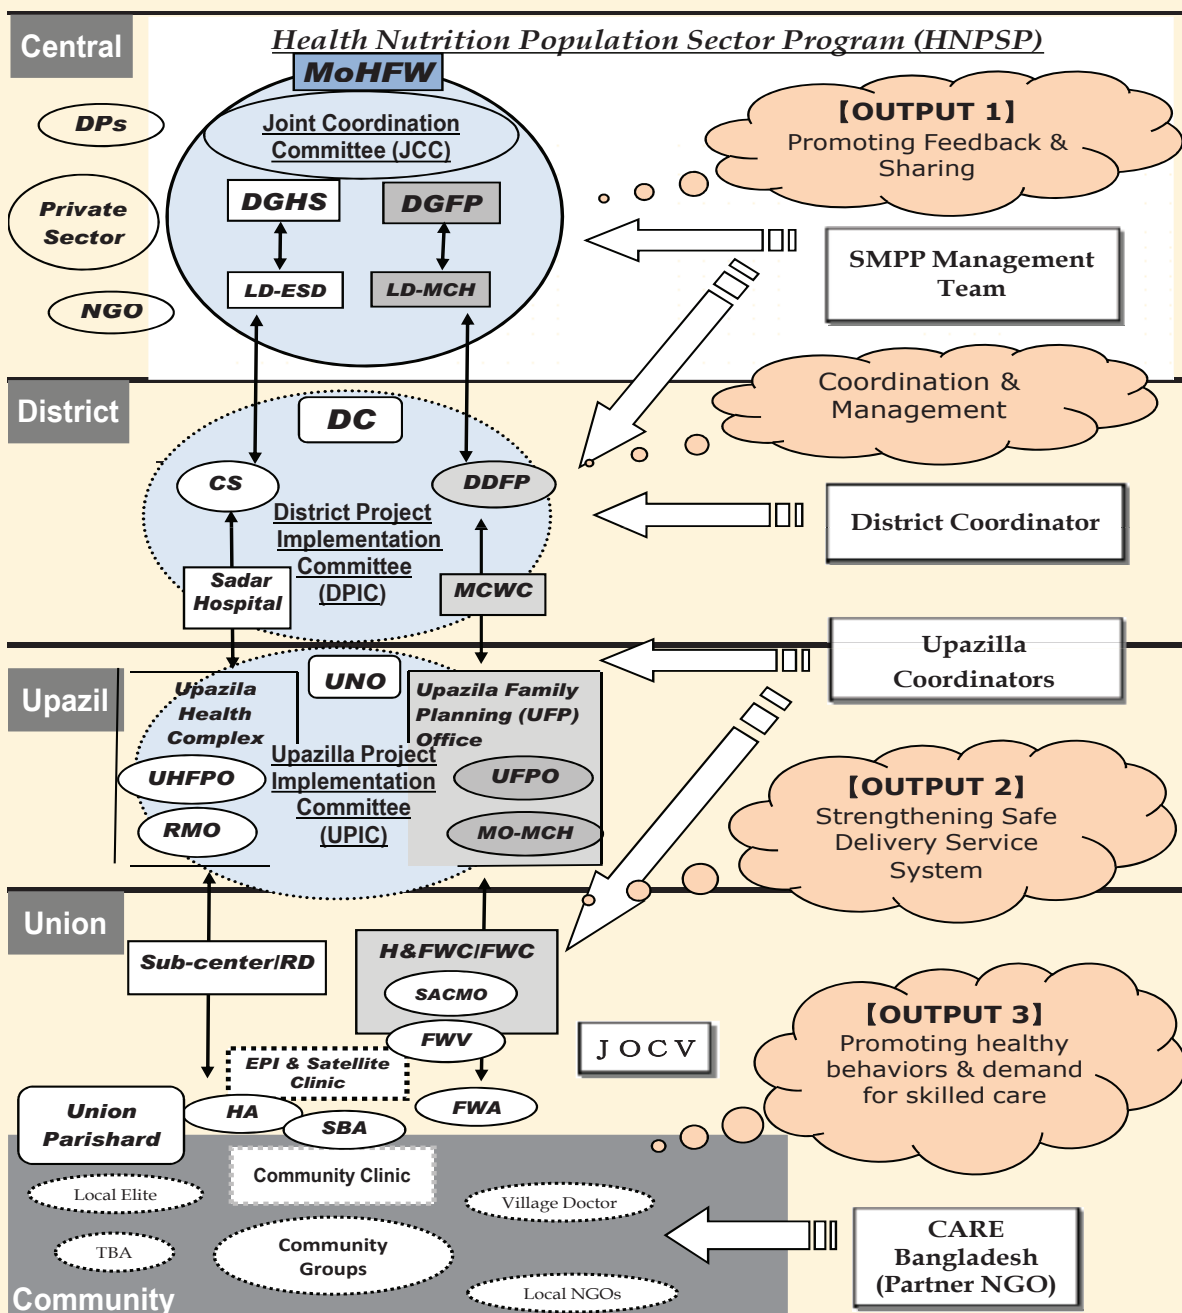 Central
Health Nutrition Population Sector Program (HNPSP)
MoHFW
DPs
Joint Coordination
Committee (JCC)
【OUTPUT 1】
Promoting Feedback &
Sharing
Private
Sector
DGHS
DGFP
NGO
LD-ESD
LD-MCH
SMPP Management
Team
District
DC
Coordination &
Management
CS
DDFP
District Project
Implementation
Committee
(DPIC)
District Coordinator
Sadar
Hospital
MCWC
Upazil
UNO
Upazilla
Coordinators
Upazila
Health
Complex
Upazila Family
Planning (UFP)
Office
Upazilla Project
Implementation
Committee
(UPIC)
UHFPO
UFPO
RMO
MO-MCH
【OUTPUT 2】
Strengthening Safe
Delivery Service
System
Union
Sub-center/RD
H&FWC/FWC
SACMO
FWV
JOCV
【OUTPUT 3】
Promoting healthy
behaviors & demand
for skilled care
EPI & Satellite
Clinic
Union
Parishard
HA
SBA
FWA
Community Clinic
Local Elite
Village Doctor
TBA
Community
Groups
Local NGOs
CARE
Bangladesh
(Partner NGO)
Community